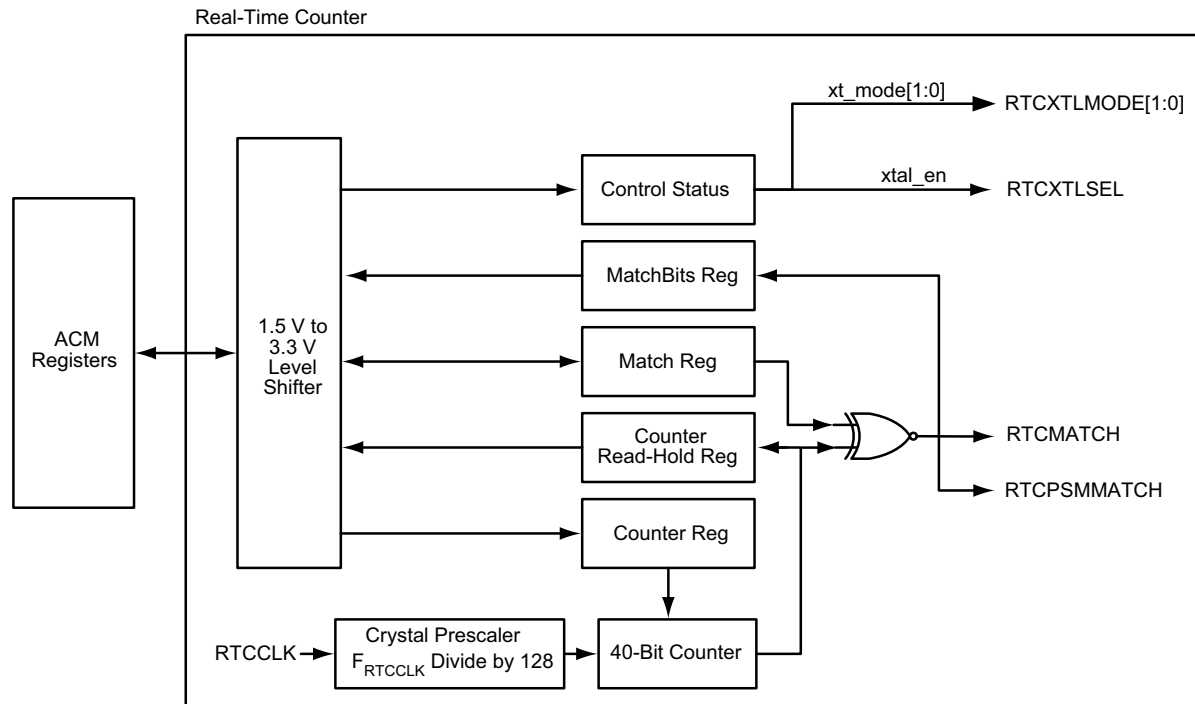 Real-Time Counter
xt_mode[1:0]
RTCXTLMODE[1:0]
Control Status
xtal_en
RTCXTLSEL
MatchBits Reg
ACM
Registers
1.5 V to
3.3 V
Level
Shifter
Match Reg
Counter
Read-Hold Reg
RTCMATCH
RTCPSMMATCH
Counter Reg
RTCCLK
Crystal Prescaler
FRTCCLK Divide by 128
40-Bit Counter